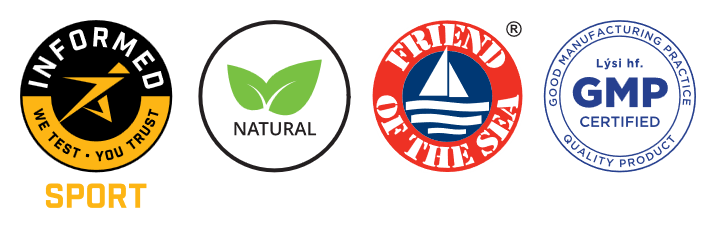 INFORMED
WE TEST · YOU TRUST
SPORT
NATURAL
FRIEND
OF THE SEA
®
GOOD MANUFACTURING PRACTICE
Lýsi hf.
GMP
CERTIFIED
QUALITY PRODUCT